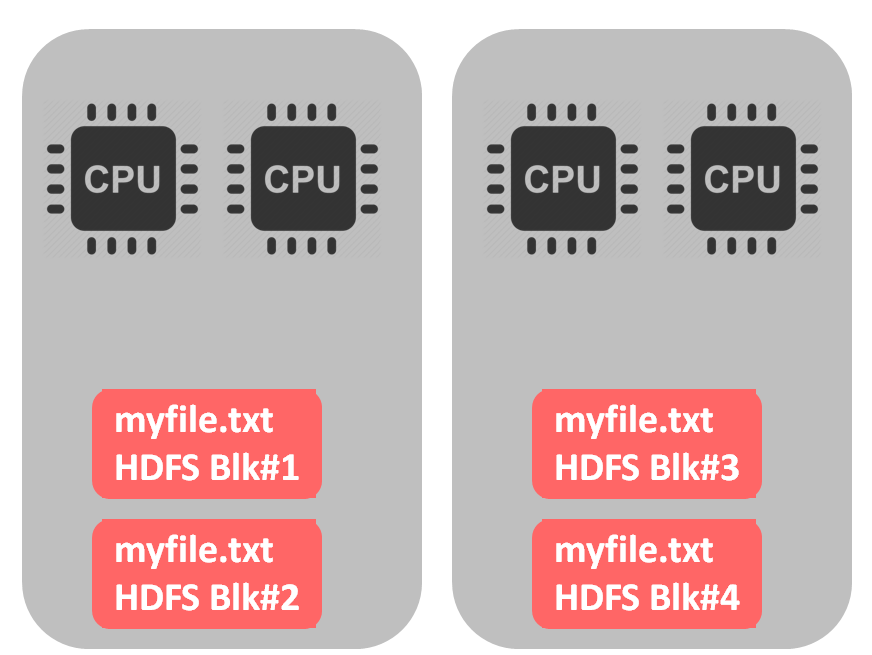 CPU
CPU
myfile.txt
HDFS Blk#1
myfile.txt
HDFS Blk#2
CPU
CPU
myfile.txt
HDFS Blk#3
myfile.txt
HDFS Blk#4